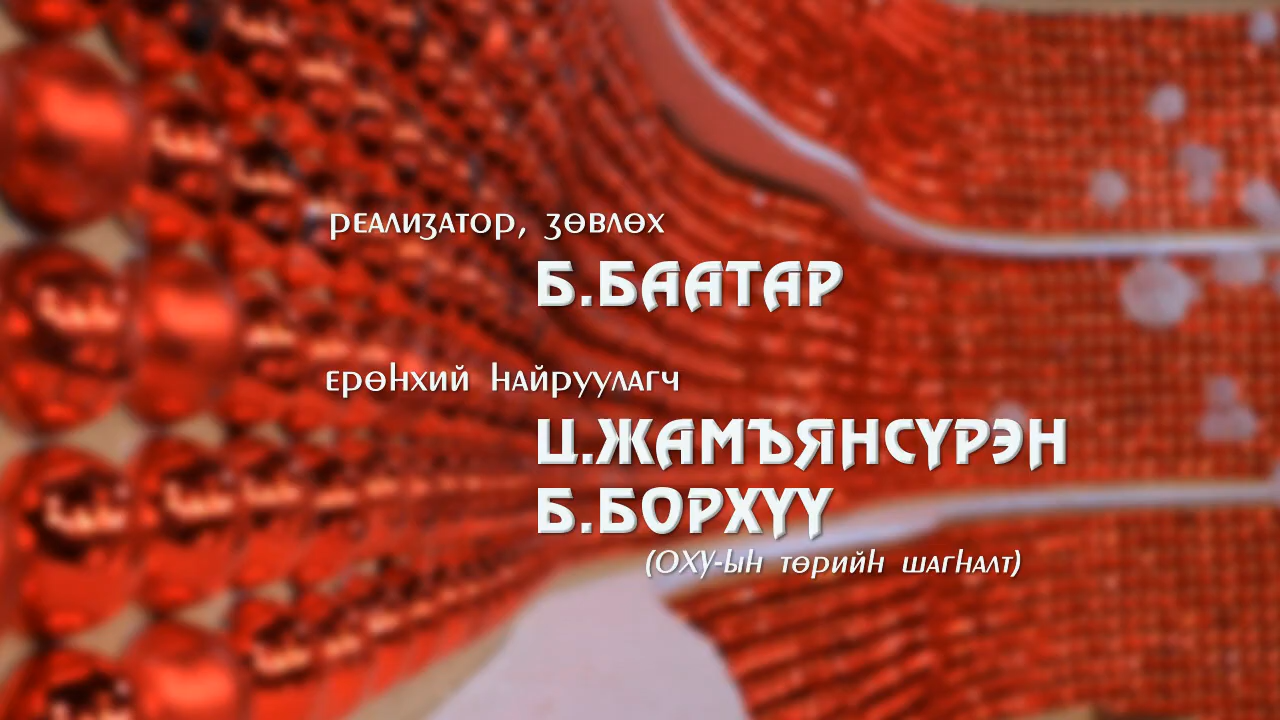 реализатор, зөвлөх
Б.БААТАР
ерөнхий найруулагч
Ц.ЖАМЪЯНСҮРЭН
Б.БОРХҮҮ
(ОХУ-ын төрийн шагналт)